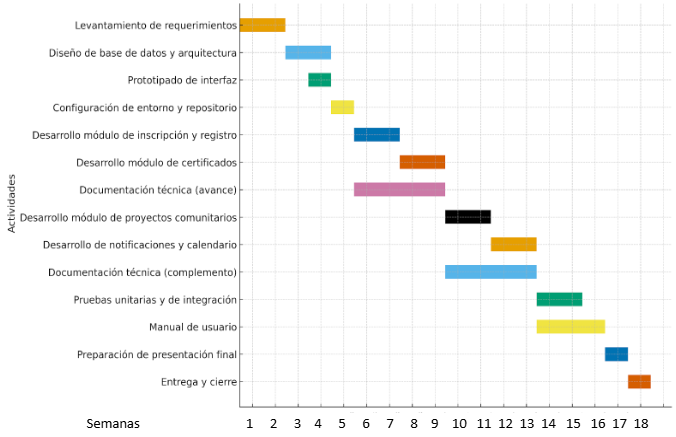 Levantamiento de requerimientos
Diseño de base de datos y arquitectura
Prototipado de interfaz
Configuración de entorno y repositorio
Desarrollo módulo de inscripción y registro
Desarrollo módulo de certificados
Documentación técnica (avance)
Desarrollo módulo de proyectos comunitarios
Desarrollo de notificaciones y calendario
Documentación técnica (complemento)
Pruebas unitarias y de integración
Manual de usuario
Preparación de presentación final
Entrega y cierre
Actividades
Semanas 1 2 3 4 5 6 7 8 9 10 11 12 13 14 15 16 17 18